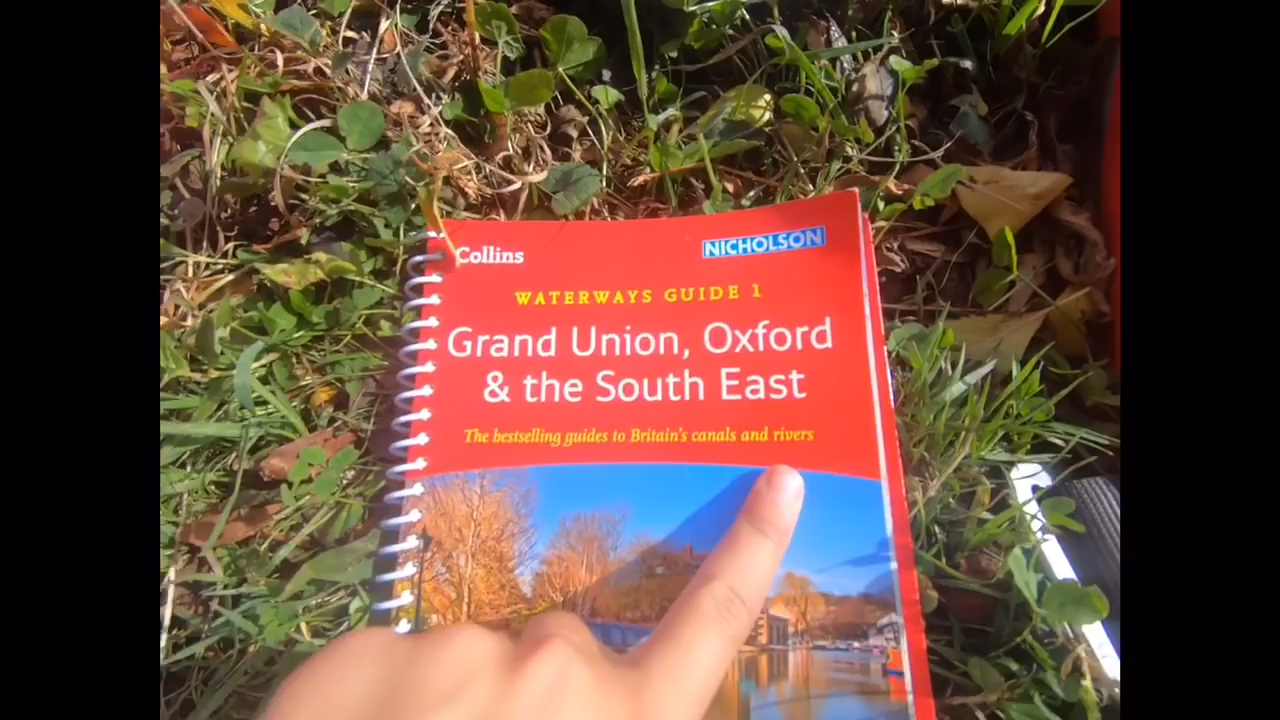 Collins
NICHOLSON
WATERWAYS GUIDE 1
Grand Union, Oxford
& the South East
The bestselling guides to Britain's canals and rivers